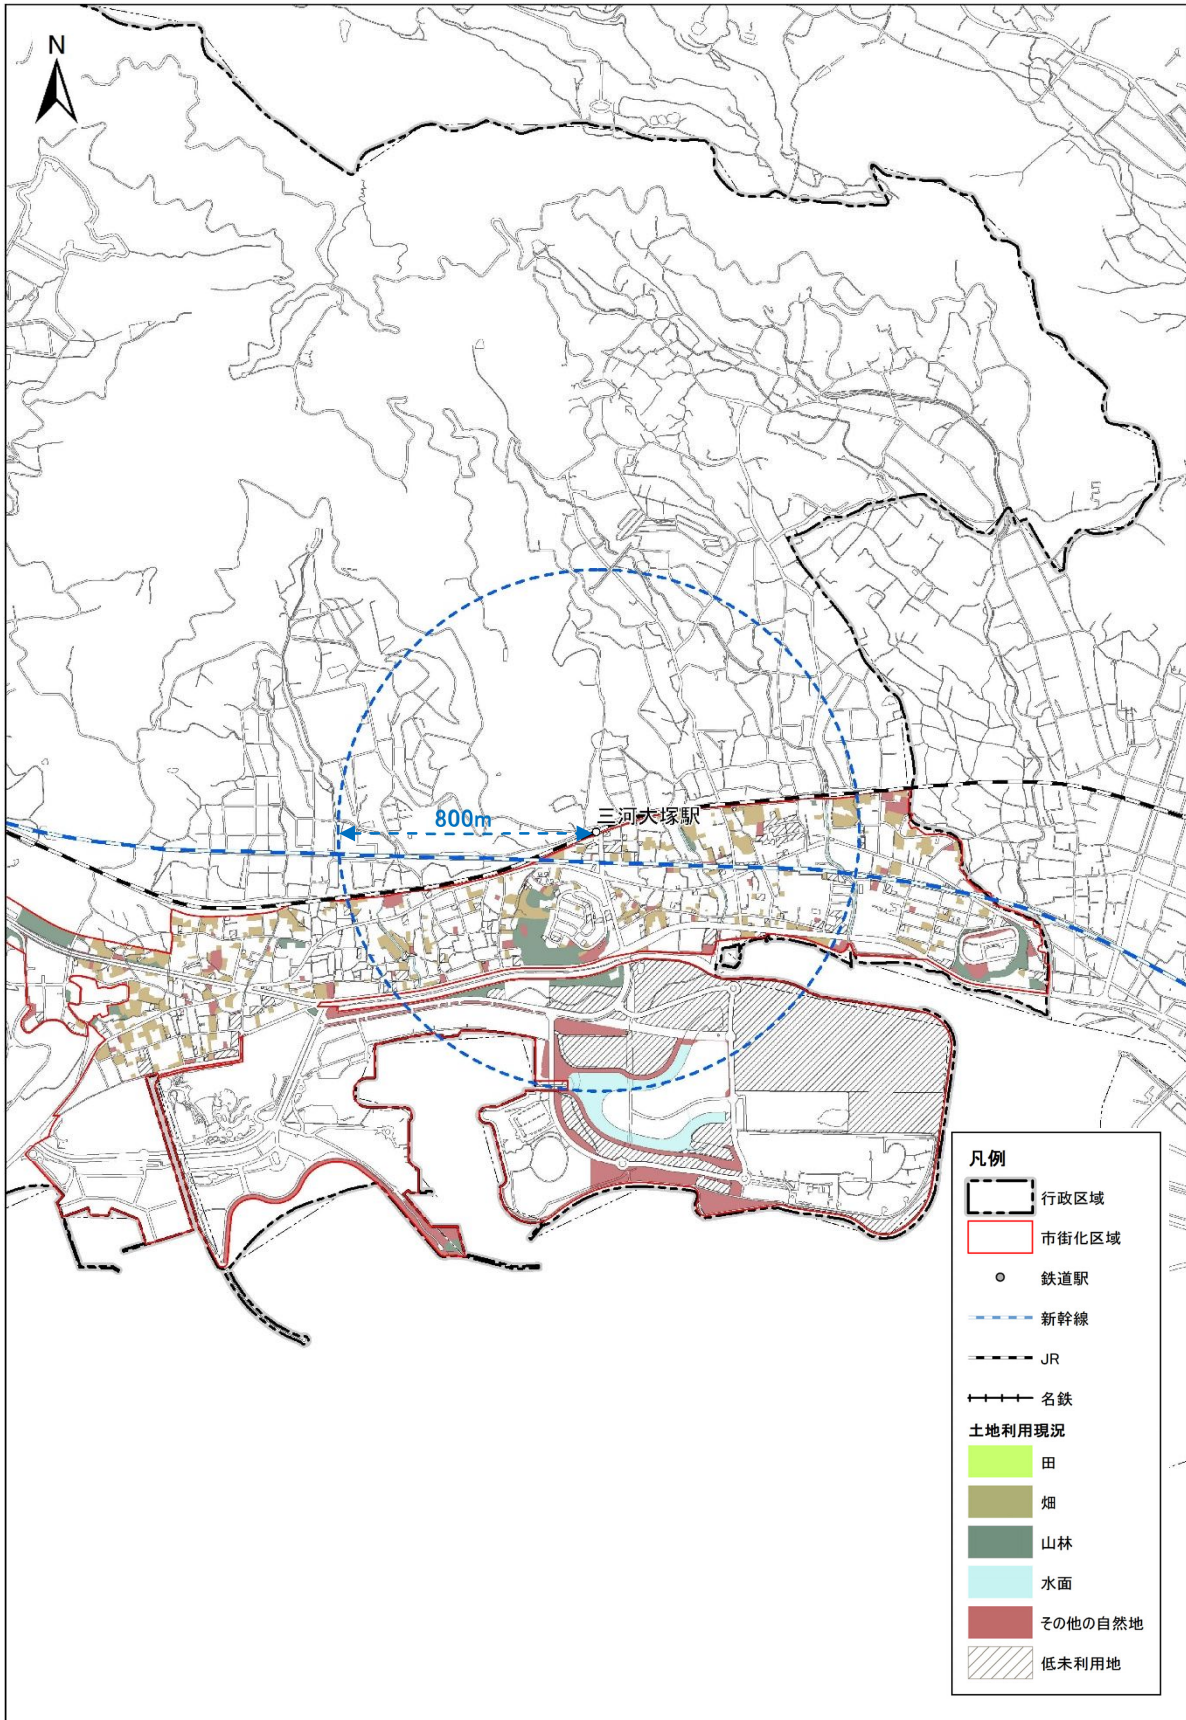 N
三河大塚駅
800m
凡例
行政区域
市街化区域
鉄道駅
新幹線
JR
名鉄
土地利用現況
田
畑
山林
水面
その他の自然地
低未利用地